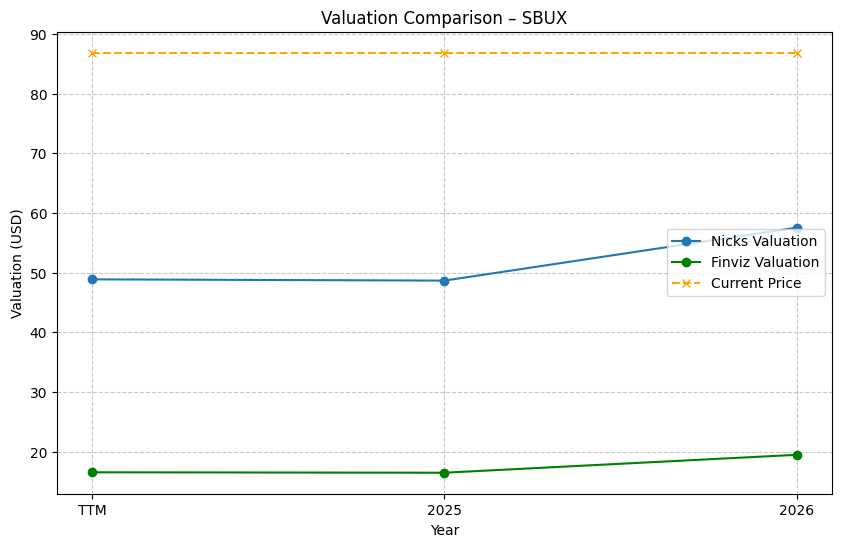 Valuation Comparison – SBUX
90
80
70
60
50
40
30
20
Valuation (USD)
Nicks Valuation
Finviz Valuation
Current Price
TTM
2025
2026
Year